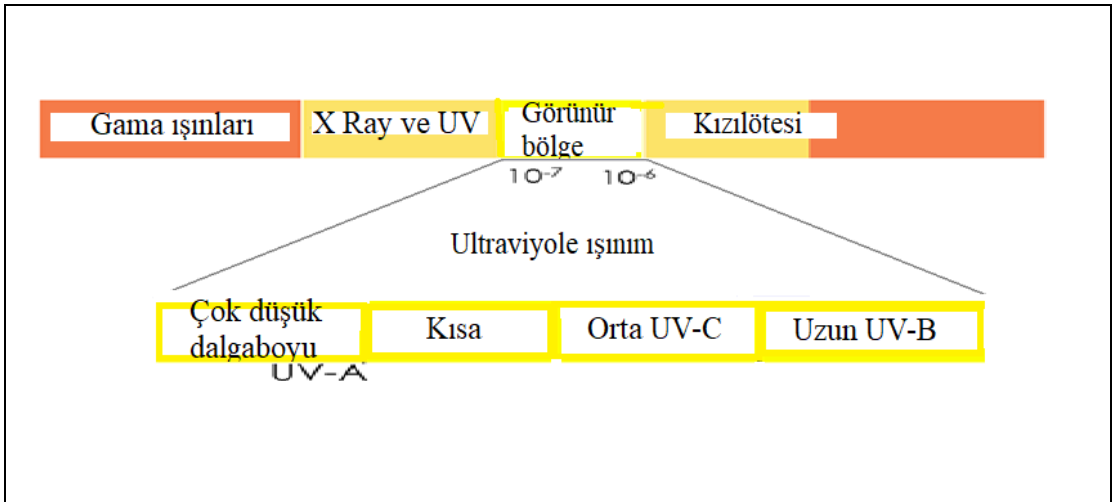 Gama ışınları X Ray ve UV Görünür bölge Kızılötesi
10⁻⁷ 10⁻⁶
Ultraviyole ışınım
Çok düşük dalgaboyu Kısa Orta UV-C Uzun UV-B
UV-A